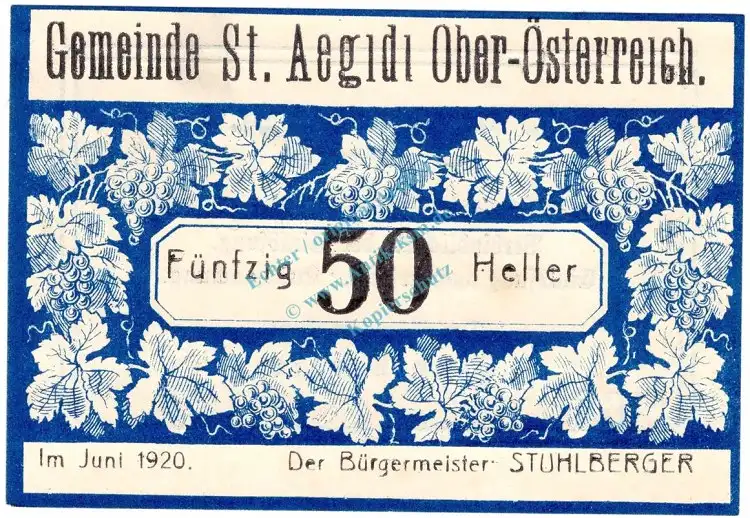 Gemeinde St. Aegidi Ober-Österreich.
Fünfzig 50 Heller
Im Juni 1920. Der Bürgermeister: STUHLBERGER